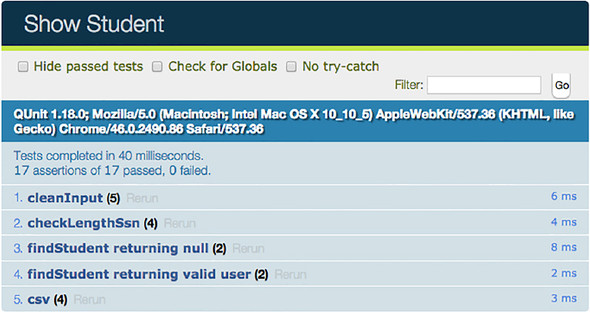 Show Student
Hide passed tests Check for Globals No try-catch
Filter: Go
QUnit 1.18.0; Mozilla/5.0 (Macintosh; Intel Mac OS X 10_10_5) AppleWebKit/537.36 (KHTML, like
Gecko) Chrome/46.0.2490.86 Safari/537.36
Tests completed in 40 milliseconds.
17 assertions of 17 passed, 0 failed.
1. cleanInput (5) Rerun 6 ms
2. checkLengthSsn (4) Rerun 4 ms
3. findStudent returning null (2) Rerun 8 ms
4. findStudent returning valid user (2) Rerun 2 ms
5. csv (4) Rerun 3 ms